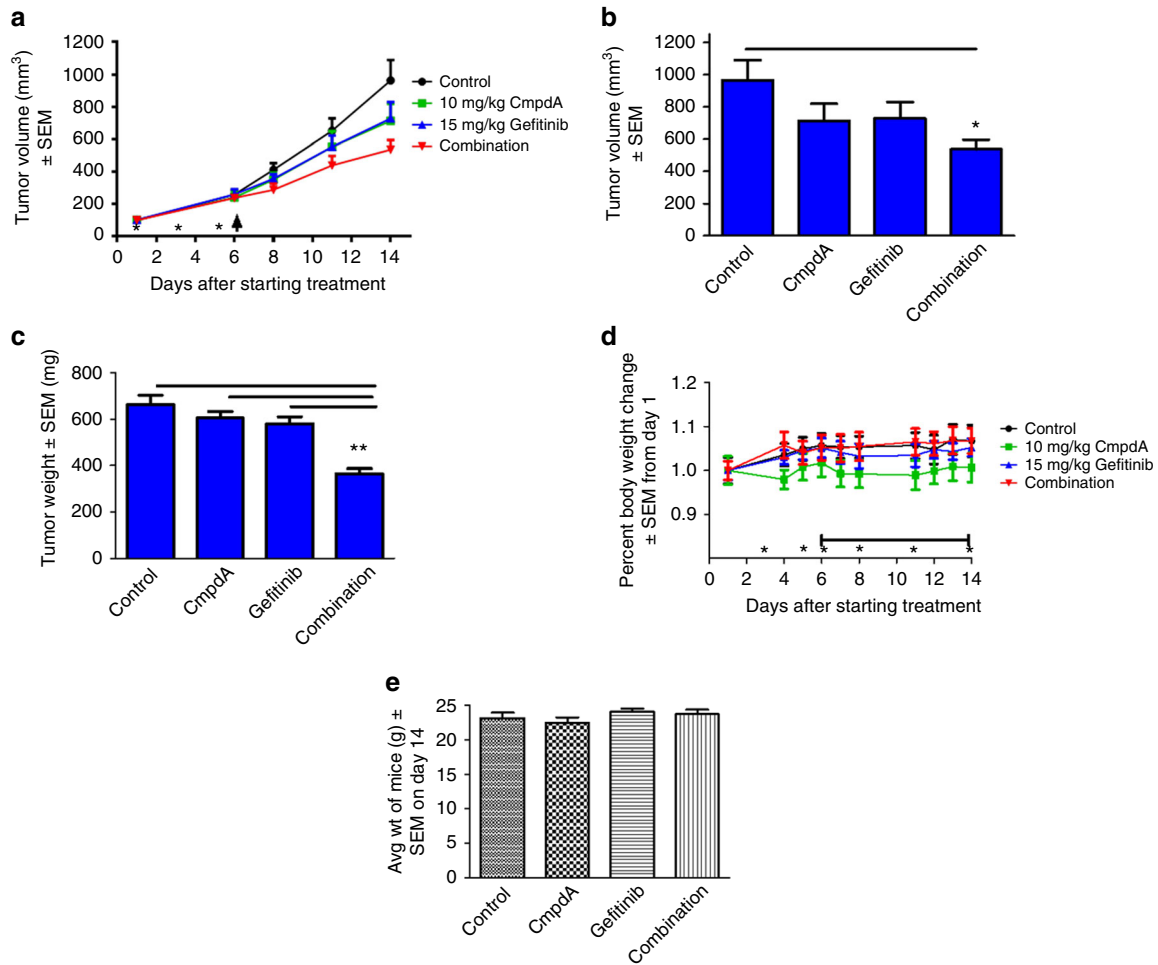 a
Tumor volume (mm³)
± SEM
1200
1000
800
600
400
200
0
0 2 4 6 8 10 12 14
Days after starting treatment
* * *
Control
10 mg/kg CmpdA
15 mg/kg Gefitinib
Combination
b
Tumor volume (mm³)
± SEM
1200
1000
800
600
400
200
0
*
Control
CmpdA
Gefitinib
Combination
c
Tumor weight ± SEM (mg)
800
600
400
200
0
**
Control
CmpdA
Gefitinib
Combination
d
Percent body weight change
± SEM from day 1
1.2
1.1
1.0
0.9
* * * * * *
0 2 4 6 8 10 12 14
Days after starting treatment
Control
10 mg/kg CmpdA
15 mg/kg Gefitinib
Combination
e
Avg wt of mice (g) ±
SEM on day 14
25
20
15
10
5
0
Control
CmpdA
Gefitinib
Combination